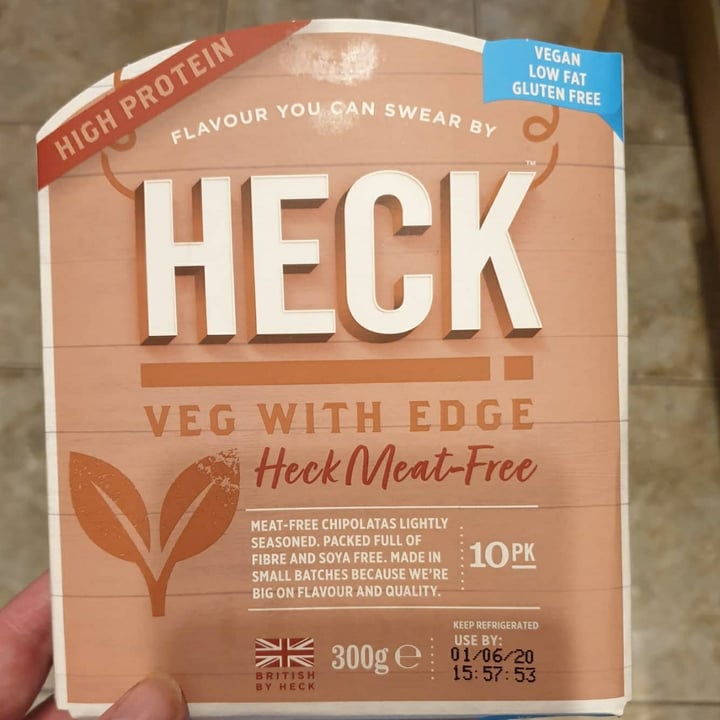 HIGH PROTEIN
VEGAN
LOW FAT
GLUTEN FREE
FLAVOUR YOU CAN SWEAR BY
HECK™
VEG WITH EDGE
Heck Meat-Free
MEAT-FREE CHIPOLATAS LIGHTLY
SEASONED. PACKED FULL OF
FIBRE AND SOYA FREE. MADE IN
SMALL BATCHES BECAUSE WE'RE
BIG ON FLAVOUR AND QUALITY.
10PK
BRITISH
BY HECK
300g ℮
KEEP REFRIGERATED
USE BY:
01/06/20
15:57:53